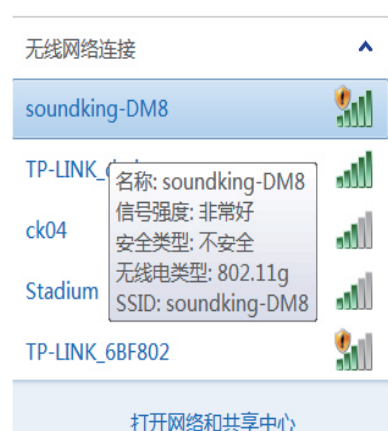 无线网络连接
soundking-DM8
TP-LINK_
名称: soundking-DM8
信号强度: 非常好
ck04
安全类型: 不安全
无线电类型: 802.11g
Stadium
SSID: soundking-DM8
TP-LINK_6BF802
打开网络和共享中心